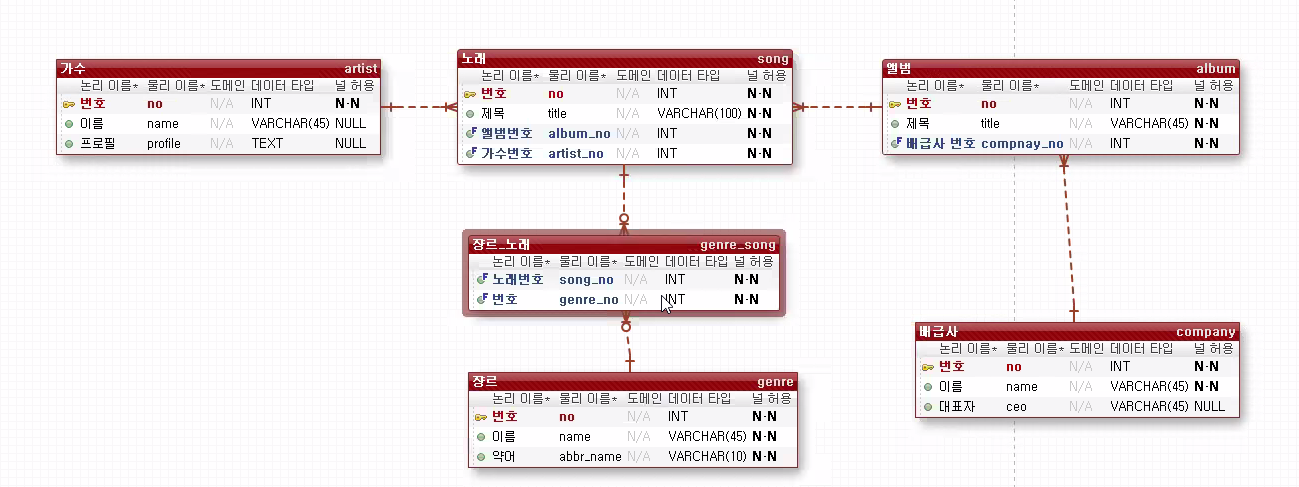 가수 artist
논리 이름* 물리 이름* 도메인 데이터 타입 널 허용
번호 no N/A INT N-N
이름 name N/A VARCHAR(45) NULL
프로필 profile N/A TEXT NULL
노래 song
논리 이름* 물리 이름* 도메인 데이터 타입 널 허용
번호 no N/A INT N-N
제목 title N/A VARCHAR(100) N-N
F 앨범번호 album_no N/A INT N-N
F 가수번호 artist_no N/A INT N-N
앨범 album
논리 이름* 물리 이름* 도메인 데이터 타입 널 허용
번호 no N/A INT N-N
제목 title N/A VARCHAR(45) N-N
F 배급사 번호 compnay_no N/A INT N-N
쟝르_노래 genre_song
논리 이름* 물리 이름* 도메인 데이터 타입 널 허용
F 노래번호 song_no N/A INT N-N
F 번호 genre_no N/A INT N-N
쟝르 genre
논리 이름* 물리 이름* 도메인 데이터 타입 널 허용
번호 no N/A INT N-N
이름 name N/A VARCHAR(45) N-N
약어 abbr_name N/A VARCHAR(10) N-N
배급사 company
논리 이름* 물리 이름* 도메인 데이터 타입 널 허용
번호 no N/A INT N-N
이름 name N/A VARCHAR(45) N-N
대표자 ceo N/A VARCHAR(45) NULL